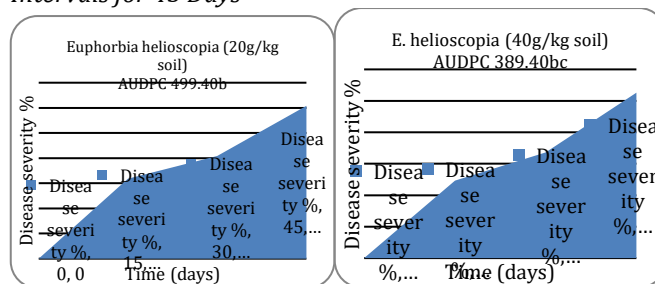 Intervals for 45 Days
Euphorbia helioscopia (20g/kg
soil)
AUDPC 499.40b
Disease severity %
Disea
se
severi
ty %,
0, 0
Disea
se
severi
ty %,
15,...
Disea
se
severi
ty %,
30,...
Disea
se
severi
ty %,
45,...
Time (days)
E. helioscopia (40g/kg soil)
AUDPC 389.40bc
Disease severity %
Disea
se
sever
ity
%,...
Disea
se
sever
ity
%,...
Disea
se
sever
ity
%,...
Disea
se
sever
ity
%,...
Time (days)